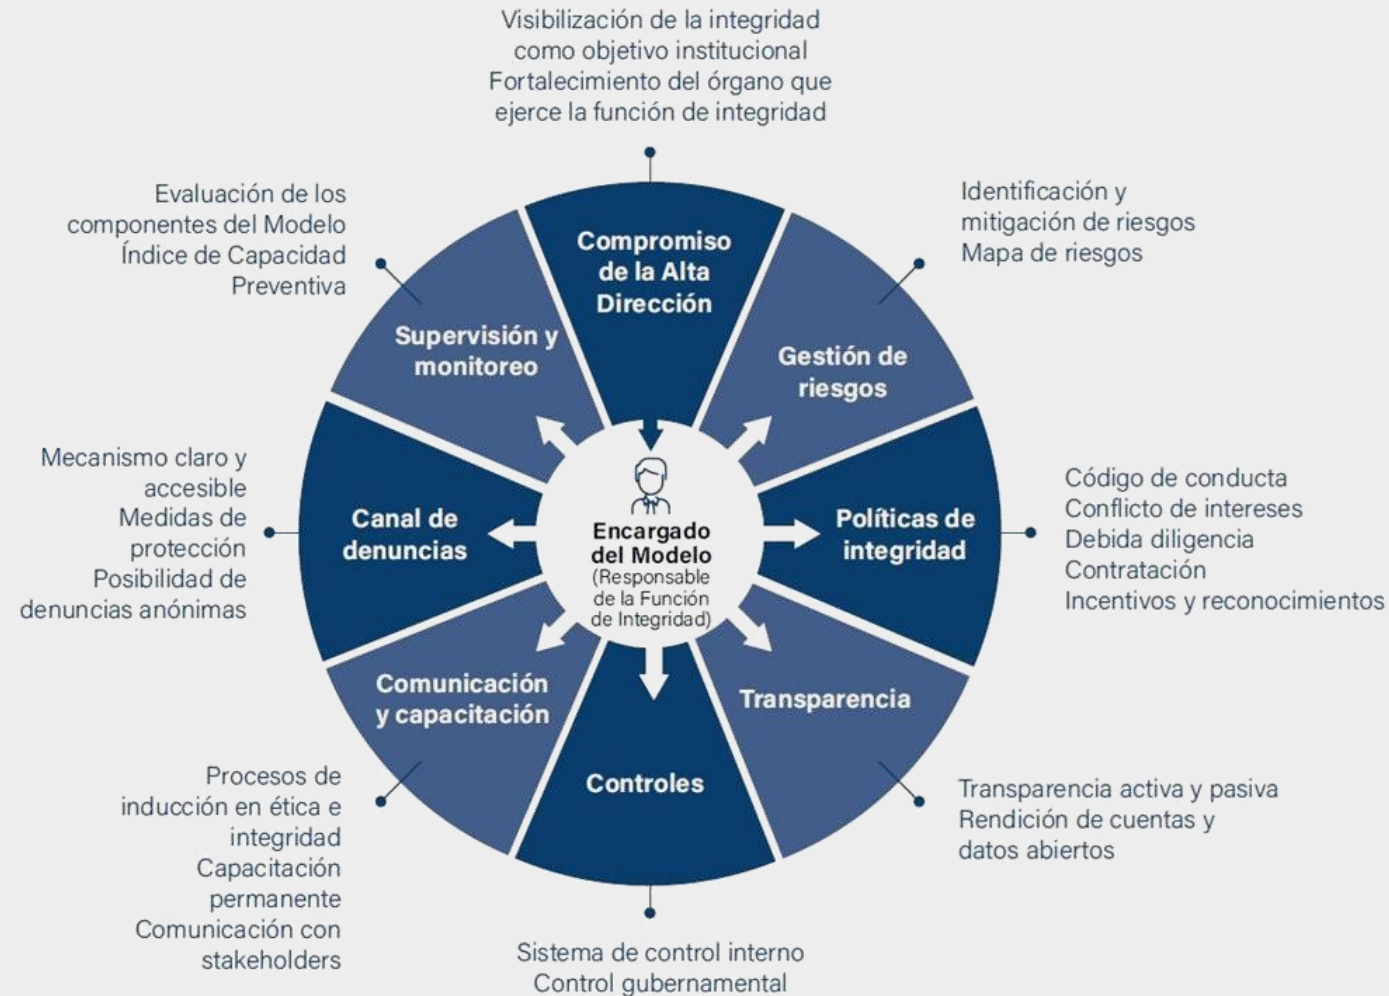 Visibilización de la integridad
como objetivo institucional
Fortalecimiento del órgano que
ejerce la función de integridad
Compromiso
de la Alta
Dirección
Identificación y
mitigación de riesgos
Mapa de riesgos
Gestión de
riesgos
Código de conducta
Conflicto de intereses
Debida diligencia
Contratación
Incentivos y reconocimientos
Políticas de
integridad
Transparencia activa y pasiva
Rendición de cuentas y
datos abiertos
Transparencia
Sistema de control interno
Control gubernamental
Controles
Procesos de
inducción en ética e
integridad
Capacitación
permanente
Comunicación con
stakeholders
Comunicación
y capacitación
Mecanismo claro y
accesible
Medidas de
protección
Posibilidad de
denuncias anónimas
Canal de
denuncias
Evaluación de los
componentes del Modelo
Índice de Capacidad
Preventiva
Supervisión y
monitoreo
Encargado
del Modelo
(Responsable
de la Función
de Integridad)